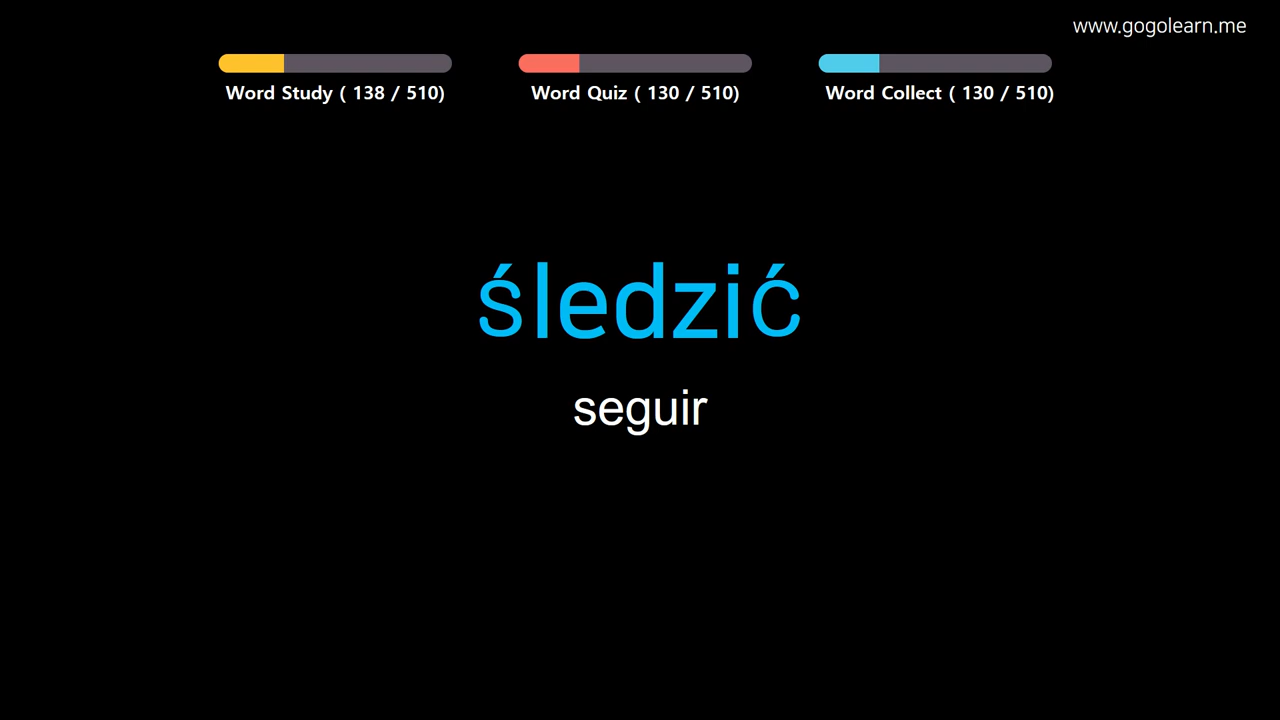 www.gogolearn.me
Word Study ( 138 / 510)
Word Quiz ( 130 / 510)
Word Collect ( 130 / 510)
śledzić
seguir